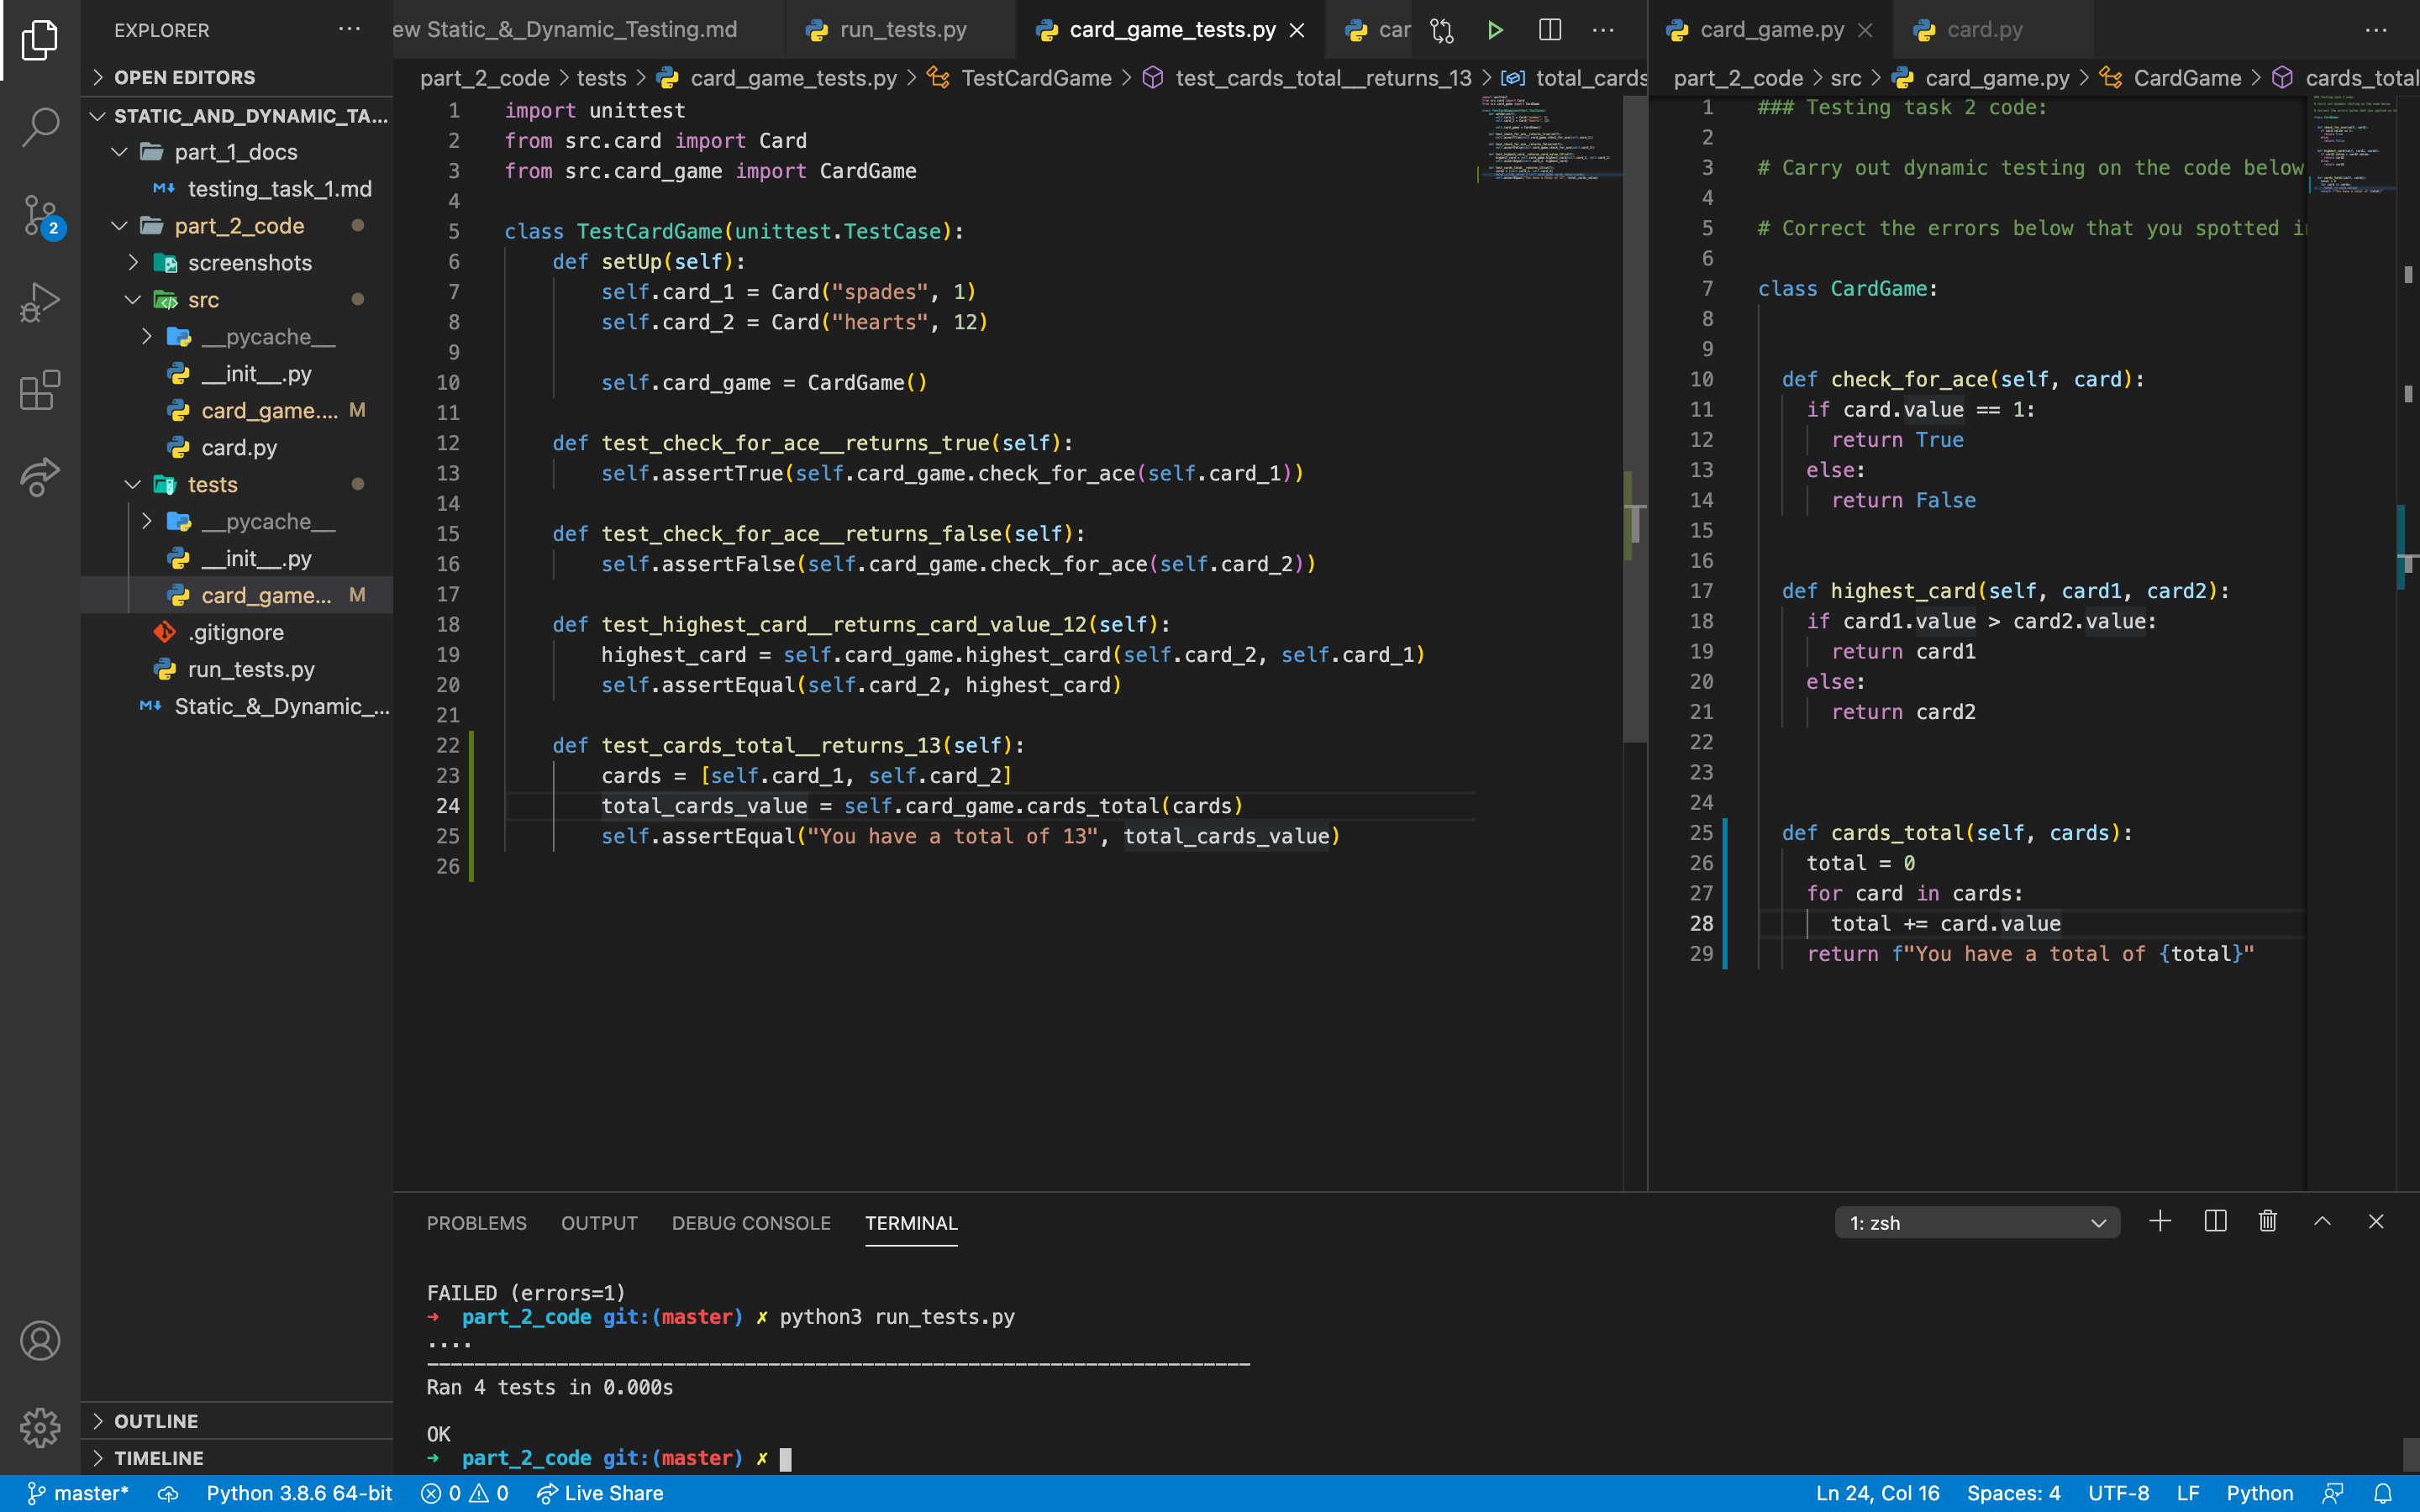 EXPLORER
OPEN EDITORS
STATIC_AND_DYNAMIC_TA...
part_1_docs
testing_task_1.md
part_2_code
screenshots
src
__pycache__
__init__.py
card_game.... M
card.py
tests
__pycache__
__init__.py
card_game... M
.gitignore
run_tests.py
Static_&_Dynamic_...
OUTLINE
TIMELINE
2
ew Static_&_Dynamic_Testing.md
run_tests.py
card_game_tests.py
car
part_2_code > tests > card_game_tests.py > TestCardGame > test_cards_total__returns_13 > total_cards
1 import unittest
2 from src.card import Card
3 from src.card_game import CardGame
4
5 class TestCardGame(unittest.TestCase):
6 def setUp(self):
7 self.card_1 = Card("spades", 1)
8 self.card_2 = Card("hearts", 12)
9
10 self.card_game = CardGame()
11
12 def test_check_for_ace__returns_true(self):
13 self.assertTrue(self.card_game.check_for_ace(self.card_1))
14
15 def test_check_for_ace__returns_false(self):
16 self.assertFalse(self.card_game.check_for_ace(self.card_2))
17
18 def test_highest_card__returns_card_value_12(self):
19 highest_card = self.card_game.highest_card(self.card_2, self.card_1)
20 self.assertEqual(self.card_2, highest_card)
21
22 def test_cards_total__returns_13(self):
23 cards = [self.card_1, self.card_2]
24 total_cards_value = self.card_game.cards_total(cards)
25 self.assertEqual("You have a total of 13", total_cards_value)
26
card_game.py
card.py
part_2_code > src > card_game.py > CardGame > cards_total
1 ### Testing task 2 code:
2
3 # Carry out dynamic testing on the code below
4
5 # Correct the errors below that you spotted i
6
7 class CardGame:
8
9
10 def check_for_ace(self, card):
11 if card.value == 1:
12 return True
13 else:
14 return False
15
16
17 def highest_card(self, card1, card2):
18 if card1.value > card2.value:
19 return card1
20 else:
21 return card2
22
23
24
25 def cards_total(self, cards):
26 total = 0
27 for card in cards:
28 total += card.value
29 return f"You have a total of {total}"
PROBLEMS OUTPUT DEBUG CONSOLE TERMINAL
1: zsh
FAILED (errors=1)
➜ part_2_code git:(master) ✗ python3 run_tests.py
....
----------------------------------------------------------------------
Ran 4 tests in 0.000s
OK
➜ part_2_code git:(master) ✗
master* Python 3.8.6 64-bit 0 0 Live Share Ln 24, Col 16 Spaces: 4 UTF-8 LF Python